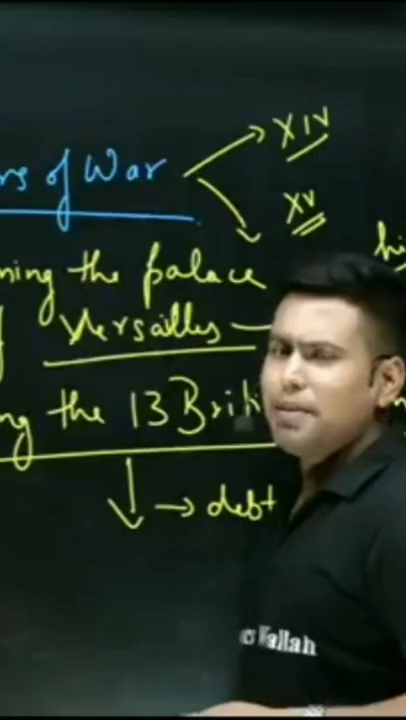 XIV
rs of War
XV
ning the palace
Versailles —
ng the 13 Briti
→ debt
Wallah